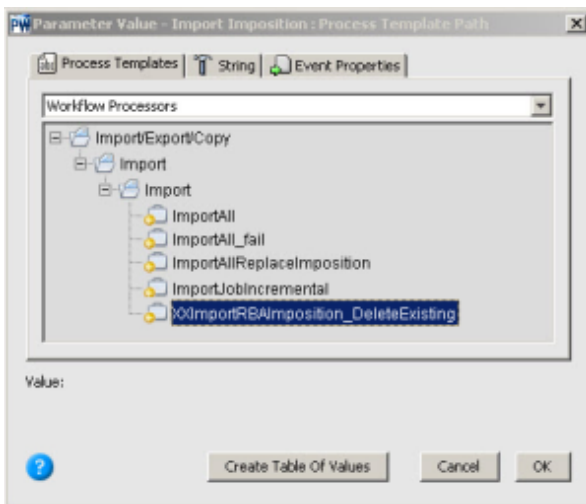 PW Parameter Value - Import Imposition : Process Template Path
Process Templates String Event Properties
Workflow Processors
Import/Export/Copy
Import
Import
ImportAll
ImportAll_fail
ImportAllReplaceImposition
ImportJobIncremental
XXImportRBAImposition_DeleteExisting
Value:
? Create Table Of Values Cancel OK